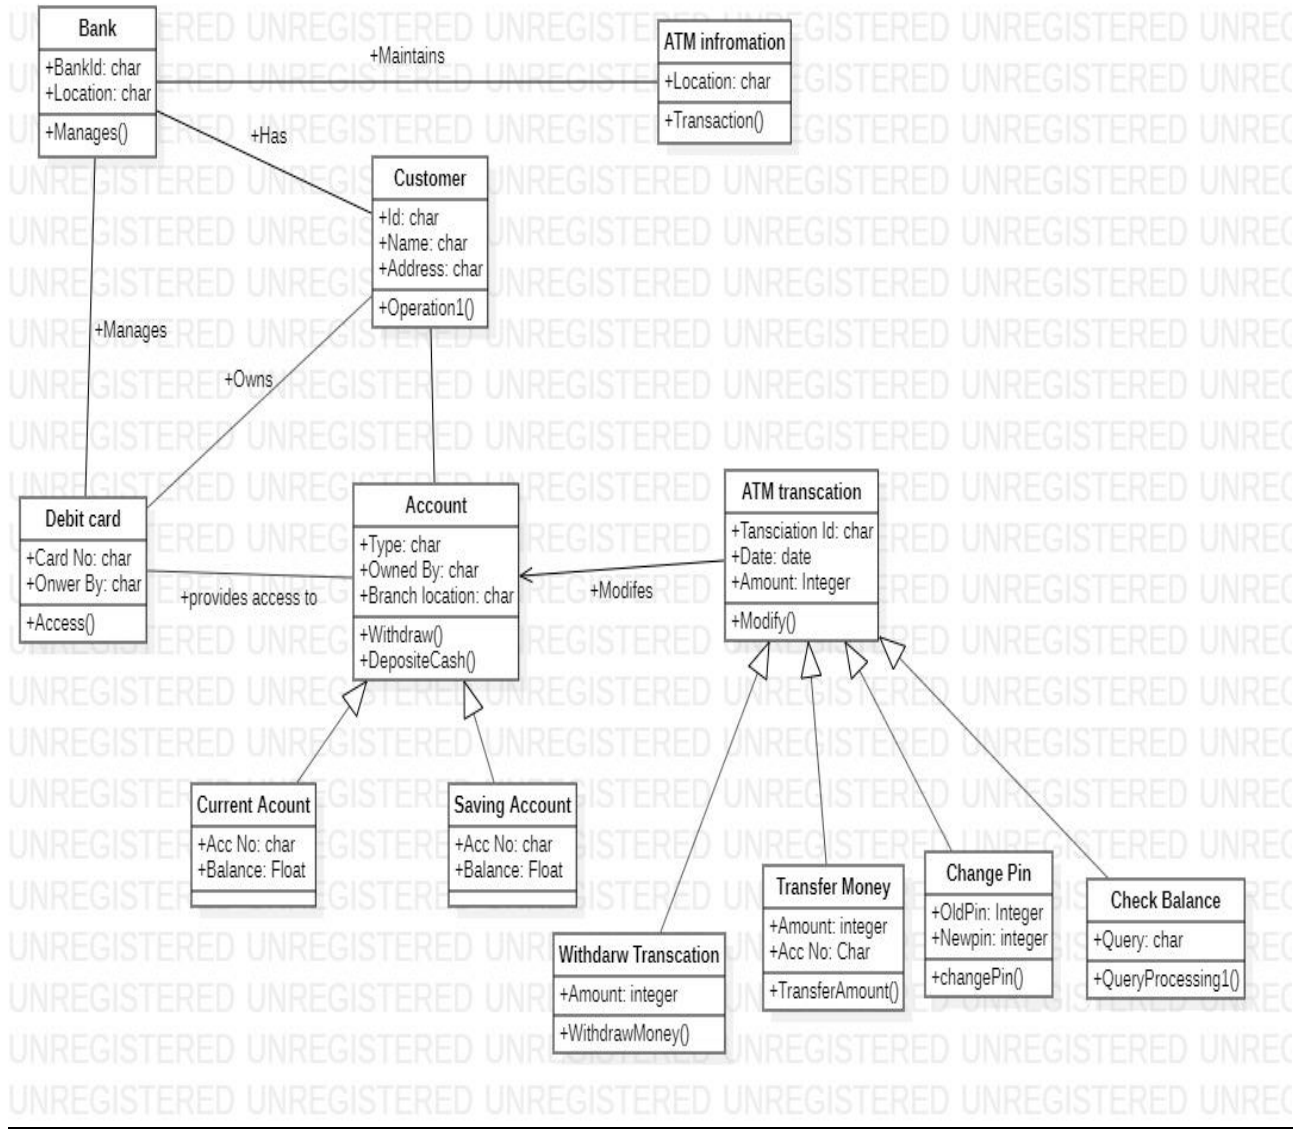 Bank
+BankId: char
+Location: char
+Manages()
+Maintains
ATM infromation
+Location: char
+Transaction()
+Has
Customer
+Id: char
+Name: char
+Address: char
+Operation1()
+Manages
+Owns
Debit card
+Card No: char
+Onwer By: char
+Access()
+provides access to
Account
+Type: char
+Owned By: char
+Branch location: char
+Withdraw()
+DepositeCash()
+Modifes
ATM transcation
+Tansciation Id: char
+Date: date
+Amount: Integer
+Modify()
Current Acount
+Acc No: char
+Balance: Float
Saving Account
+Acc No: char
+Balance: Float
Withdarw Transcation
+Amount: integer
+WithdrawMoney()
Transfer Money
+Amount: integer
+Acc No: Char
+TransferAmount()
Change Pin
+OldPin: Integer
+Newpin: integer
+changePin()
Check Balance
+Query: char
+QueryProcessing1()
UNREGISTERED